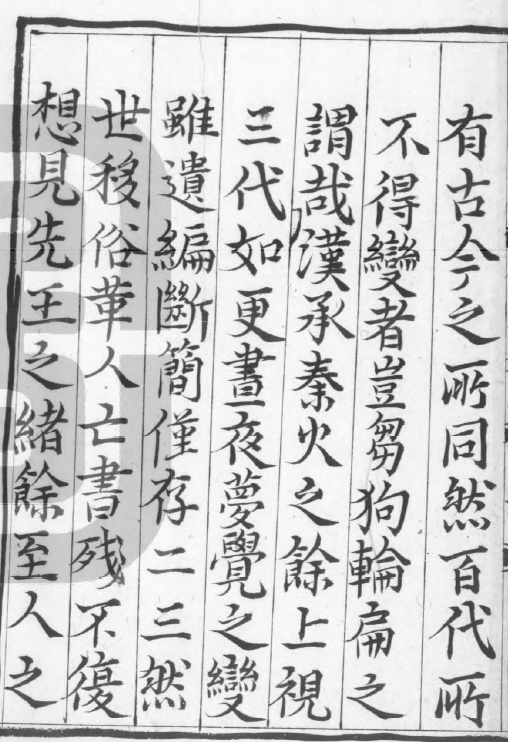 有古今之所同然百代所
不得變者豈芻狗輪扁之
謂哉漢承秦火之餘上視
三代如更晝夜夢覺之變
雖遺編斷簡僅存二三然
世移俗革人亡書残不復
想見先王之緒餘至人之